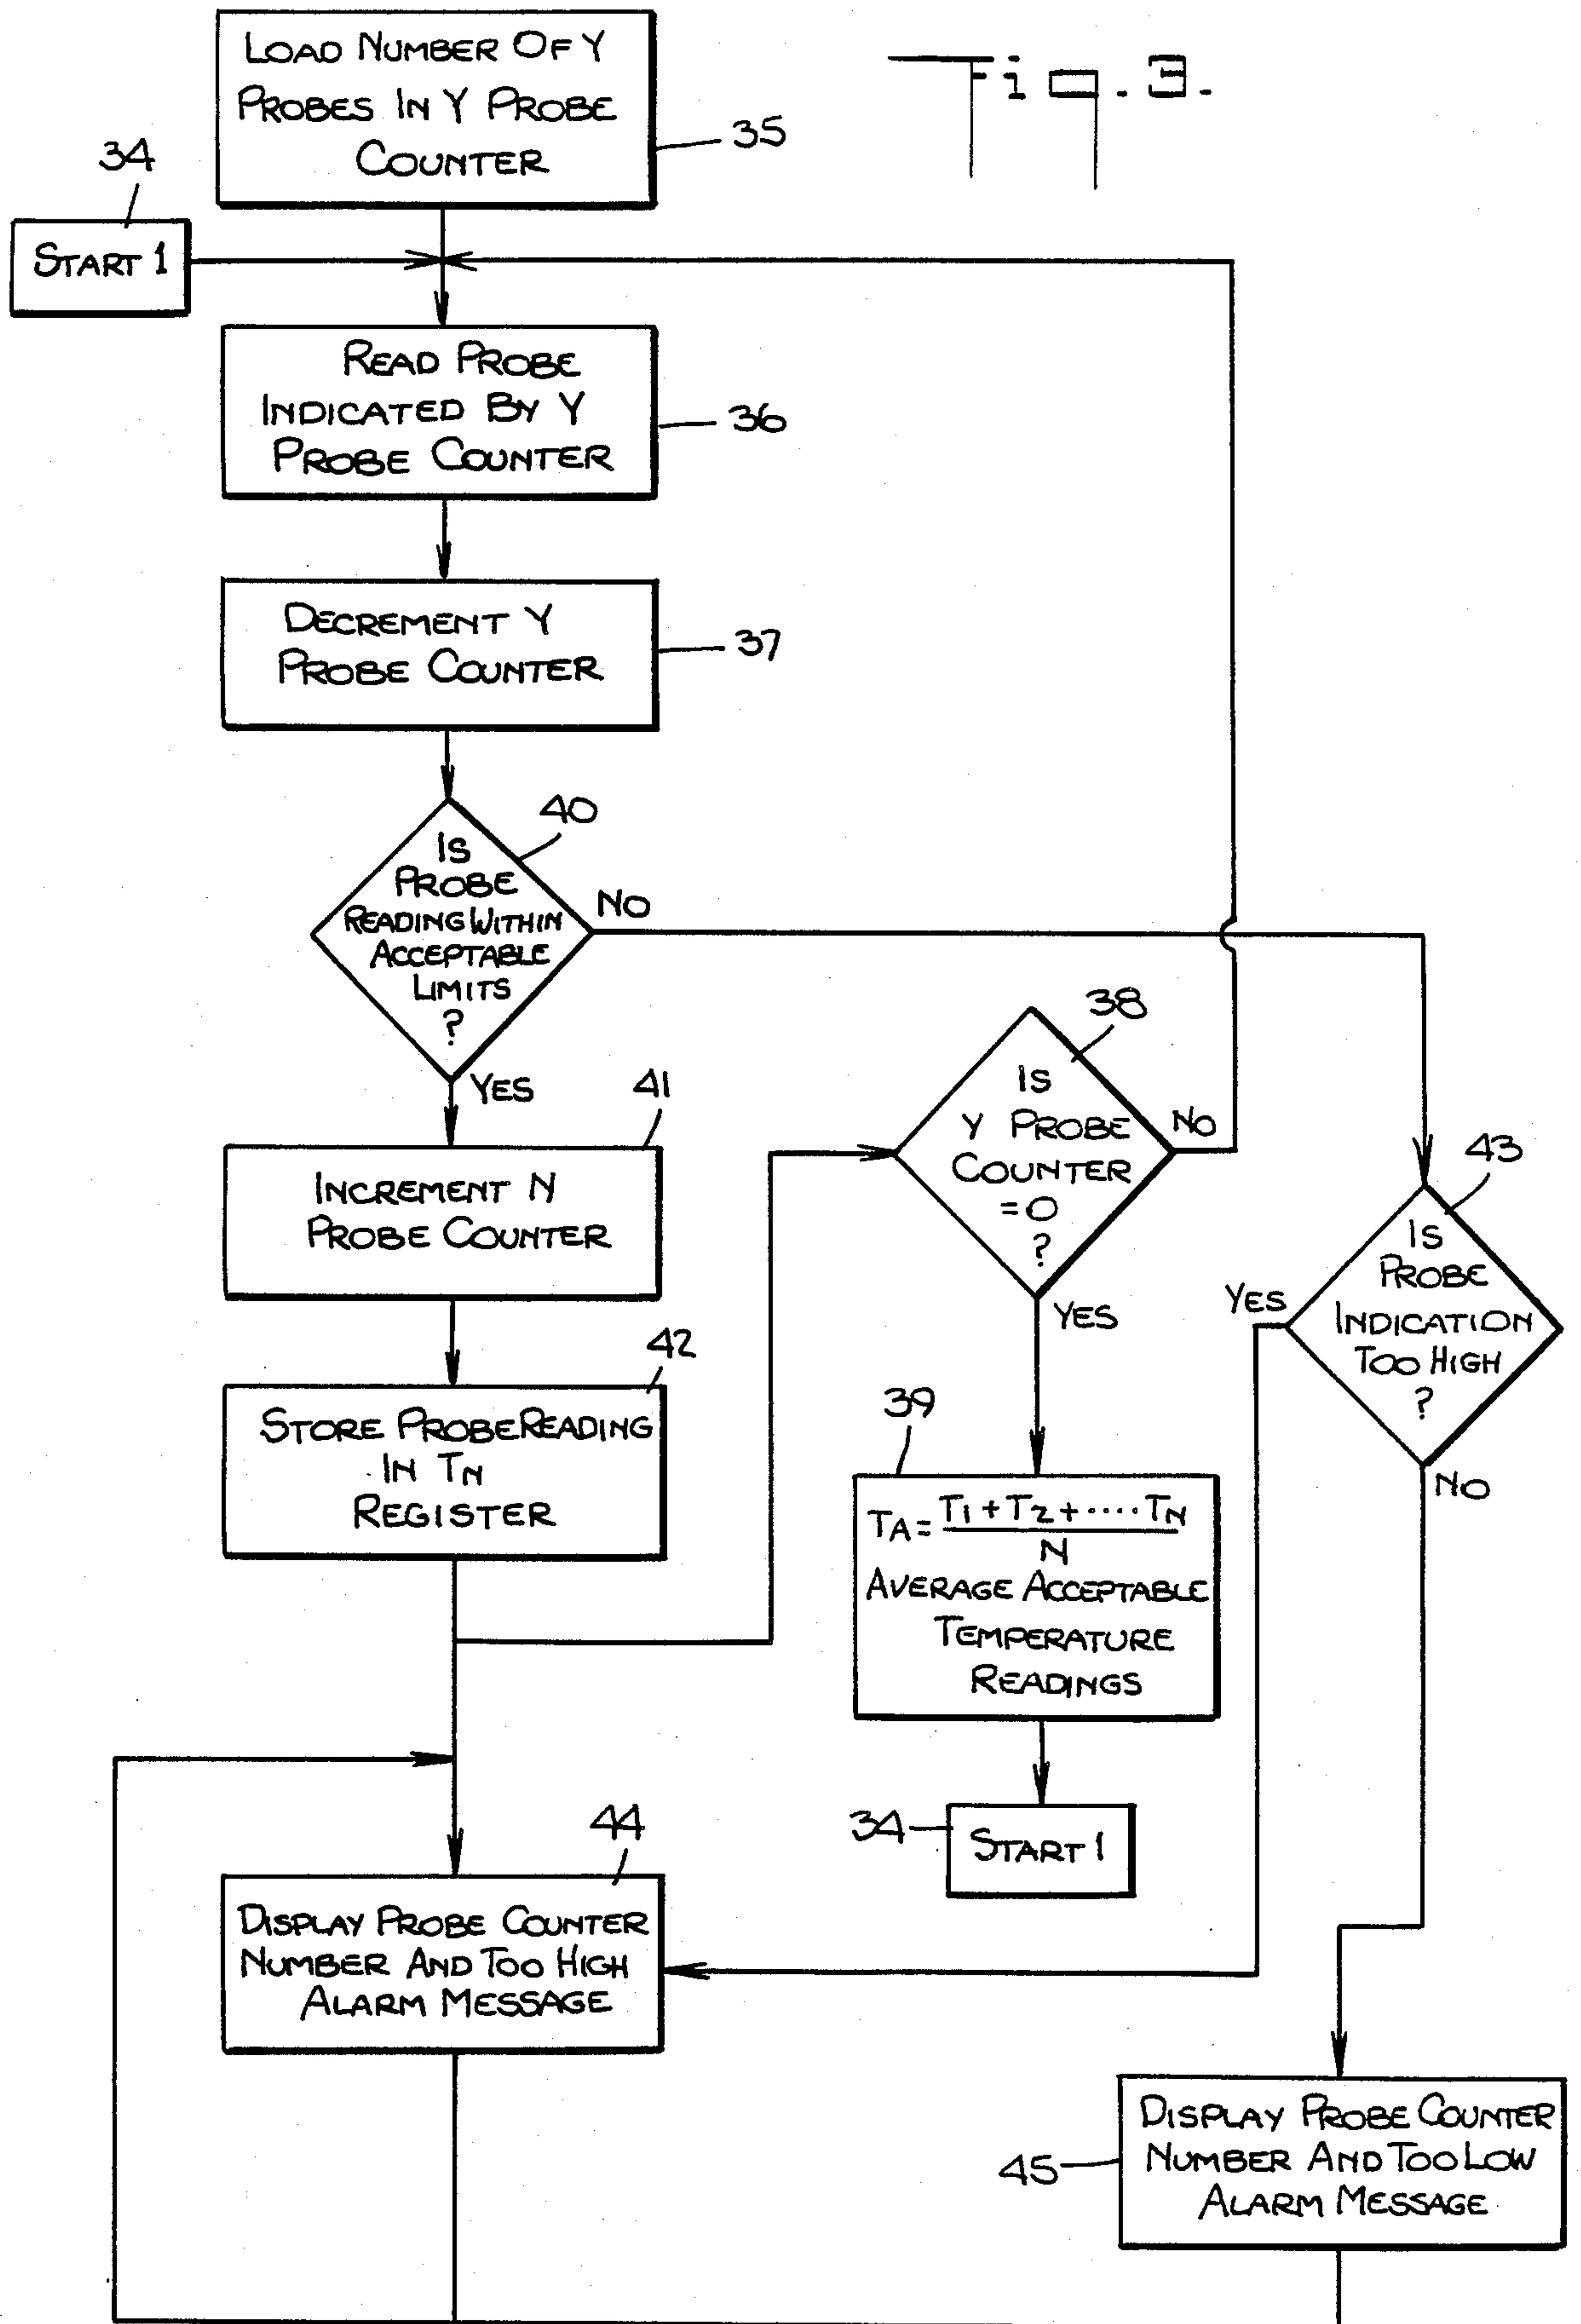 LOAD NUMBER OF Y
PROBES IN Y PROBE
COUNTER
35
Fig. 3.
34
START 1
READ PROBE
INDICATED BY Y
PROBE COUNTER
36
DECREMENT Y
PROBE COUNTER
37
40
IS
PROBE
READING WITHIN
ACCEPTABLE
LIMITS
?
NO
YES
41
INCREMENT N
PROBE COUNTER
38
IS
Y PROBE
COUNTER
=0
?
NO
YES
43
IS
PROBE
INDICATION
TOO HIGH
?
YES
NO
42
STORE PROBE READING
IN TN
REGISTER
39
TA = T1 + T2 + ····TN
N
AVERAGE ACCEPTABLE
TEMPERATURE
READINGS
34
START 1
44
DISPLAY PROBE COUNTER
NUMBER AND TOO HIGH
ALARM MESSAGE
45
DISPLAY PROBE COUNTER
NUMBER AND TOO LOW
ALARM MESSAGE